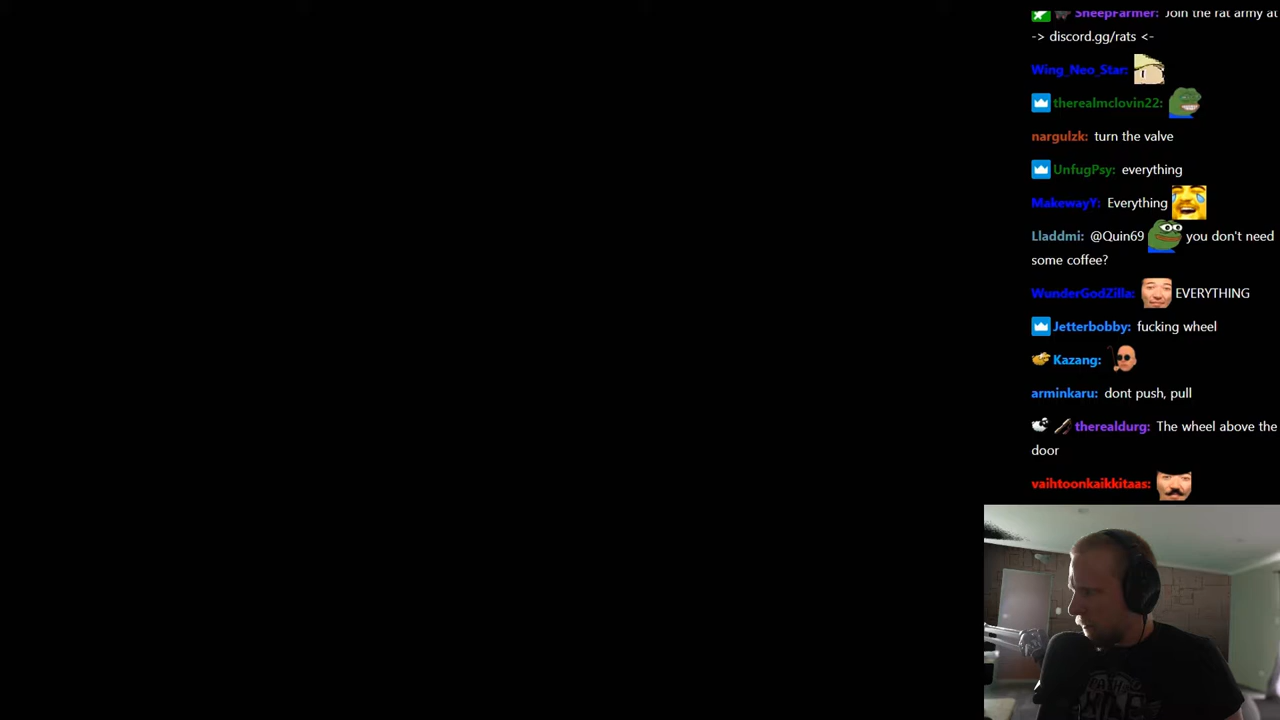 SheepFarmer: Join the rat army at
-> discord.gg/rats <-
Wing_Neo_Star:
therealmclovin22:
nargulzk: turn the valve
UnfugPsy: everything
MakewayY: Everything
Lladdmi: @Quin69 you don't need
some coffee?
WunderGodZilla: EVERYTHING
Jetterbobby: fucking wheel
Kazang:
arminkaru: dont push, pull
therealdurg: The wheel above the
door
vaihtoonkaikkitaas: